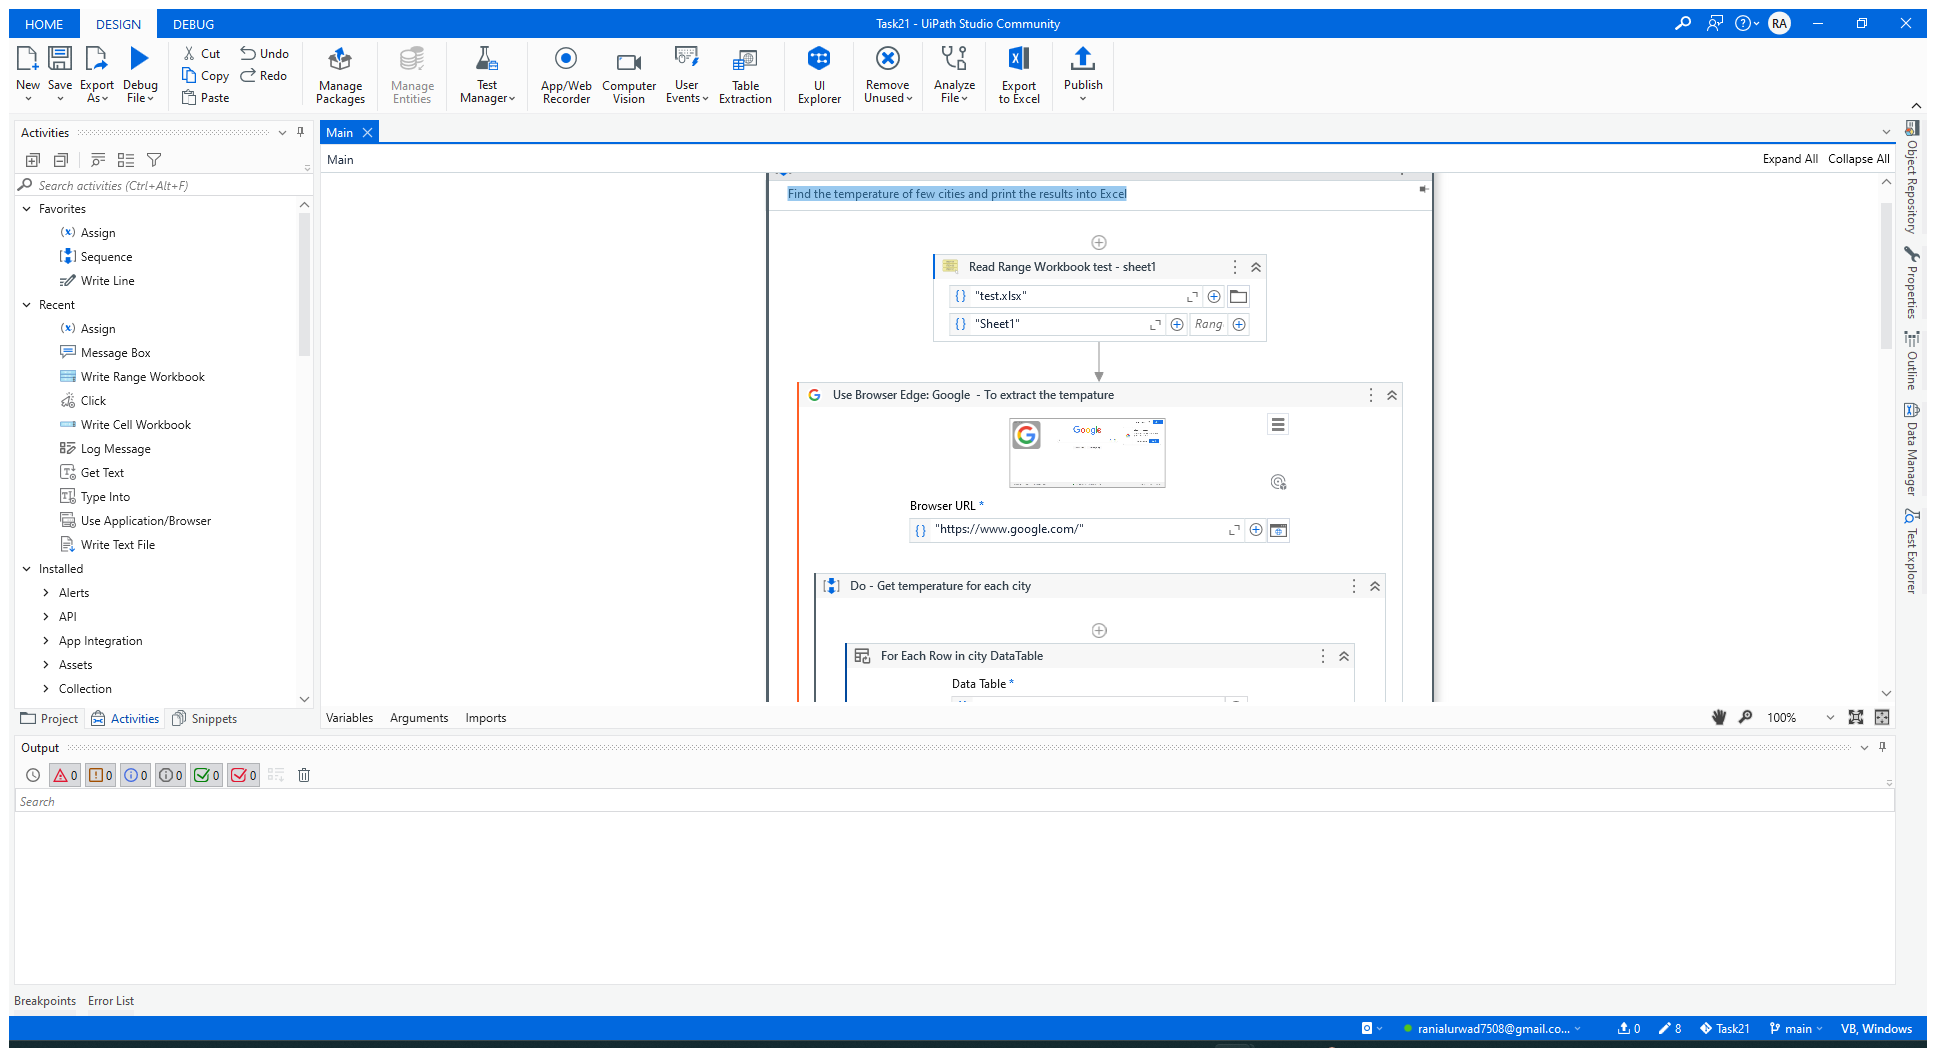 HOME DESIGN DEBUG Task21 - UiPath Studio Community RA
New Save Export As Debug File Cut Copy Paste Undo Redo Manage Packages Manage Entities Test Manager App/Web Recorder Computer Vision User Events Table Extraction UI Explorer Remove Unused Analyze File Export to Excel Publish
Activities
Search activities (Ctrl+Alt+F)
Favorites
Assign
Sequence
Write Line
Recent
Assign
Message Box
Write Range Workbook
Click
Write Cell Workbook
Log Message
Get Text
Type Into
Use Application/Browser
Write Text File
Installed
Alerts
API
App Integration
Assets
Collection
Project Activities Snippets
Main
Main Expand All Collapse All
Find the temperature of few cities and print the results into Excel
Read Range Workbook test - sheet1
{ } "test.xlsx"
{ } "Sheet1" Rang
Use Browser Edge: Google - To extract the tempature
Google
Browser URL *
{ } "https://www.google.com/"
Do - Get temperature for each city
For Each Row in city DataTable
Data Table *
Variables Arguments Imports 100%
Object Repository
Properties
Outline
Data Manager
Test Explorer
Output
0 0 0 0 0 0
Search
Breakpoints Error List
ranialurwad7508@gmail.co... 0 8 Task21 main VB, Windows